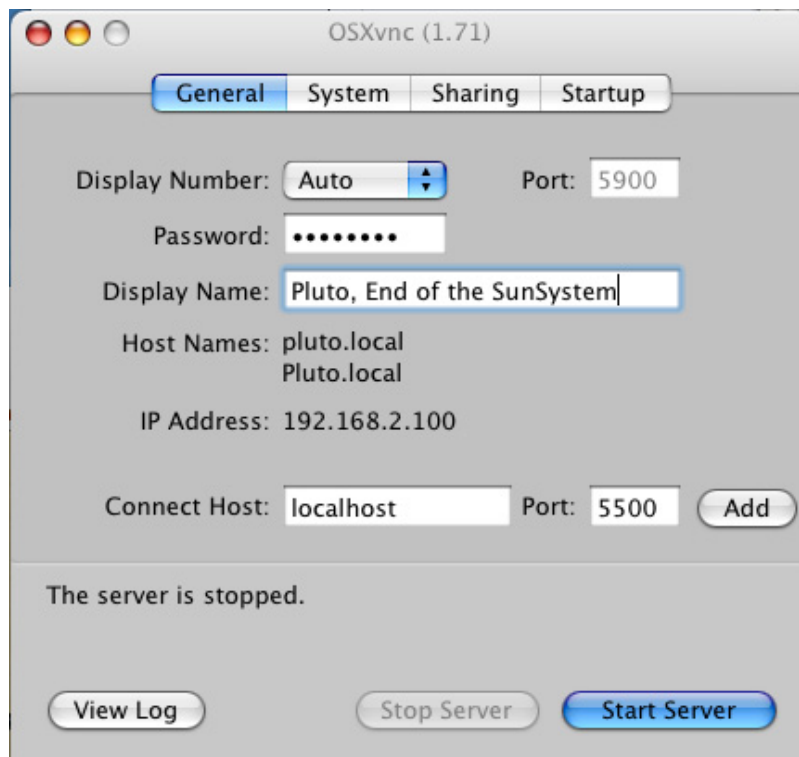 OSXvnc (1.71)
General System Sharing Startup
Display Number: Auto Port: 5900
Password: ••••••••
Display Name: Pluto, End of the SunSystem
Host Names: pluto.local
Pluto.local
IP Address: 192.168.2.100
Connect Host: localhost Port: 5500 Add
The server is stopped.
View Log Stop Server Start Server